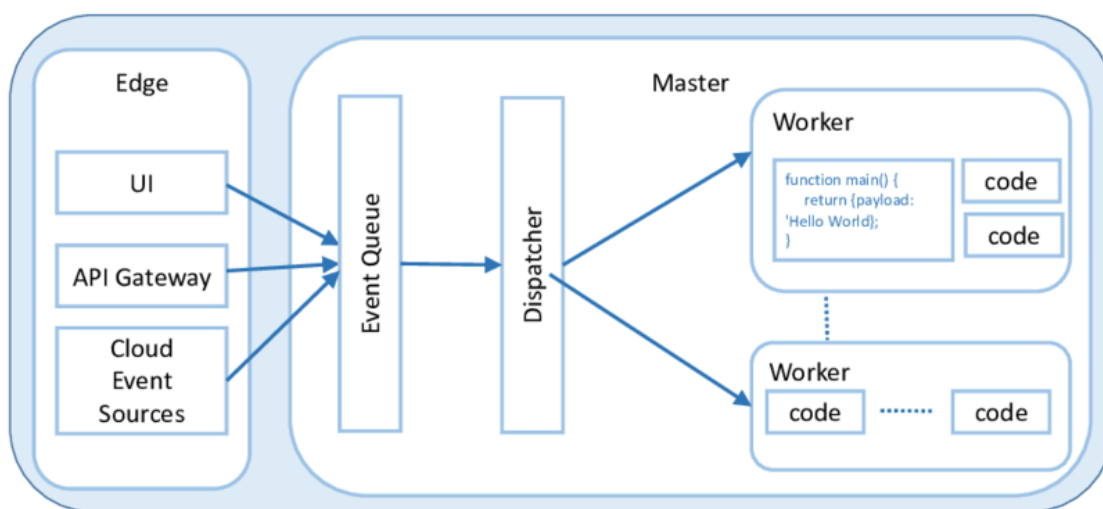 Edge
UI
API Gateway
Cloud
Event
Sources
Event Queue
Dispatcher
Master
Worker
function main() {
return {payload:
'Hello World};
}
code
code
Worker
code
code